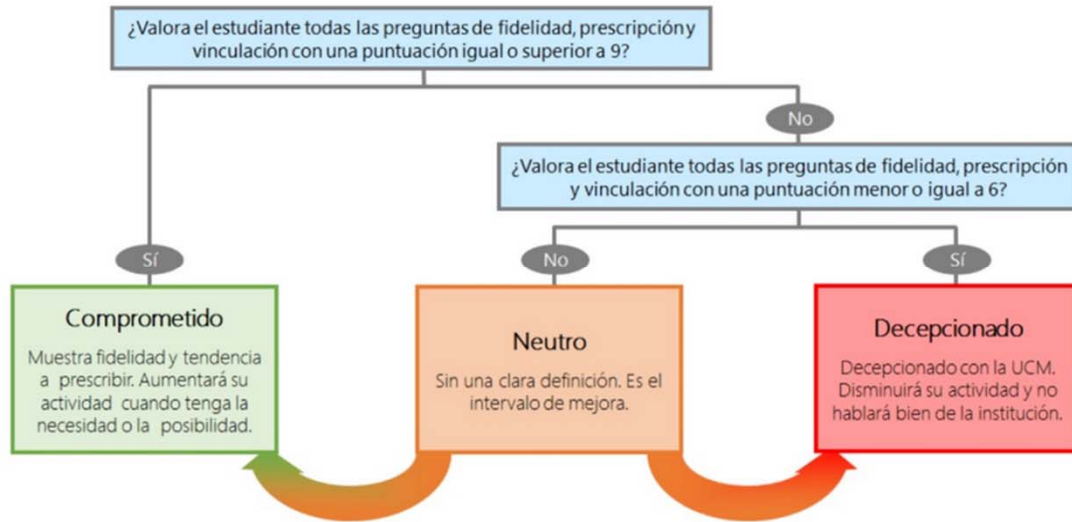 ¿Valora el estudiante todas las preguntas de fidelidad, prescripción y
vinculación con una puntuación igual o superior a 9?
No
¿Valora el estudiante todas las preguntas de fidelidad, prescripción
y vinculación con una puntuación menor o igual a 6?
Sí
No
Sí
Comprometido
Muestra fidelidad y tendencia
a prescribir. Aumentará su
actividad cuando tenga la
necesidad o la posibilidad.
Neutro
Sin una clara definición. Es el
intervalo de mejora.
Decepcionado
Decepcionado con la UCM.
Disminuirá su actividad y no
hablará bien de la institución.